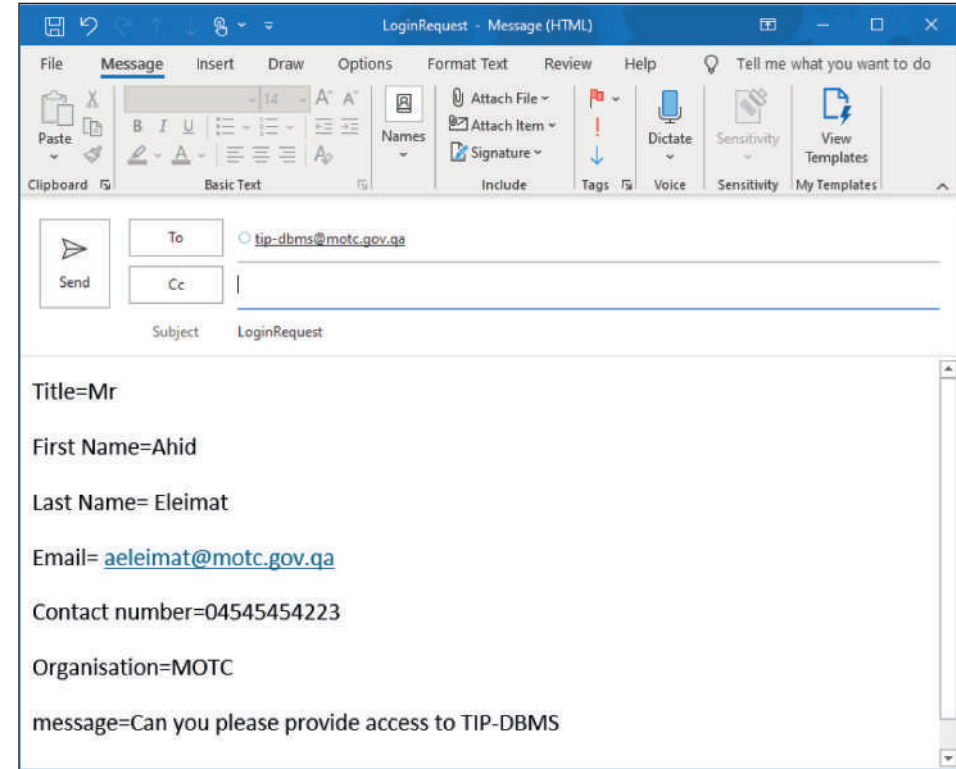 LoginRequest - Message (HTML)
File Message Insert Draw Options Format Text Review Help Tell me what you want to do
Paste
14 A^ A˅
B I U
A
A
Names
Attach File
Attach Item
Signature
Dictate
Sensitivity
View
Templates
Clipboard Basic Text Include Tags Voice Sensitivity My Templates
Send
To tip-dbms@motc.gov.qa
Cc
Subject LoginRequest
Title=Mr
First Name=Ahid
Last Name= Eleimat
Email= aeleimat@motc.gov.qa
Contact number=04545454223
Organisation=MOTC
message=Can you please provide access to TIP-DBMS